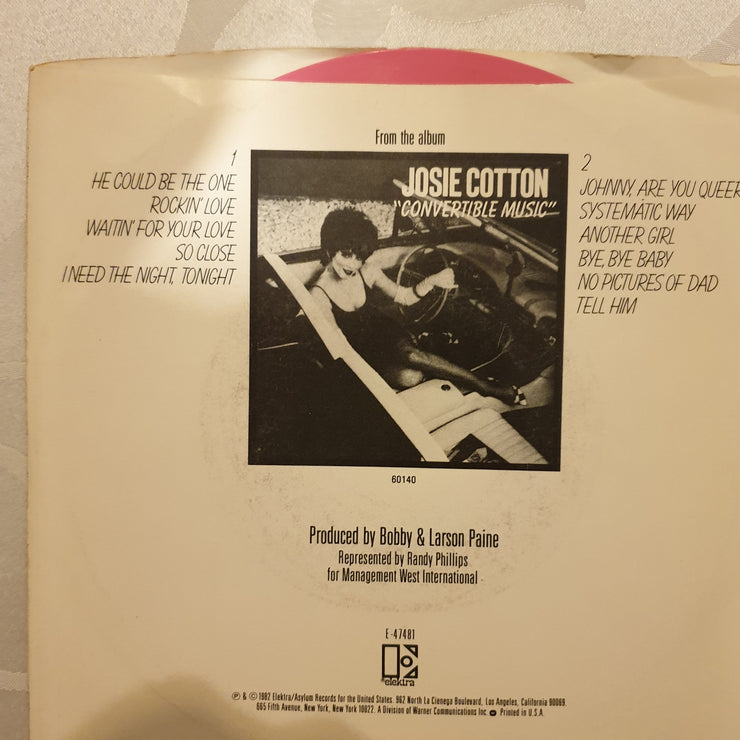 From the album
1
HE COULD BE THE ONE
ROCKIN' LOVE
WAITIN' FOR YOUR LOVE
SO CLOSE
I NEED THE NIGHT, TONIGHT
JOSIE COTTON
"CONVERTIBLE MUSIC"
2
JOHNNY, ARE YOU QUEER
SYSTEMATIC WAY
ANOTHER GIRL
BYE BYE BABY
NO PICTURES OF DAD
TELL HIM
60140
Produced by Bobby & Larson Paine
Represented by Randy Phillips
for Management West International
E-47481
elektra
℗ & © 1982 Elektra/Asylum Records for the United States. 962 North La Cienega Boulevard, Los Angeles, California 90069.
665 Fifth Avenue, New York, New York 10022. A Division of Warner Communications Inc. Printed in U.S.A.